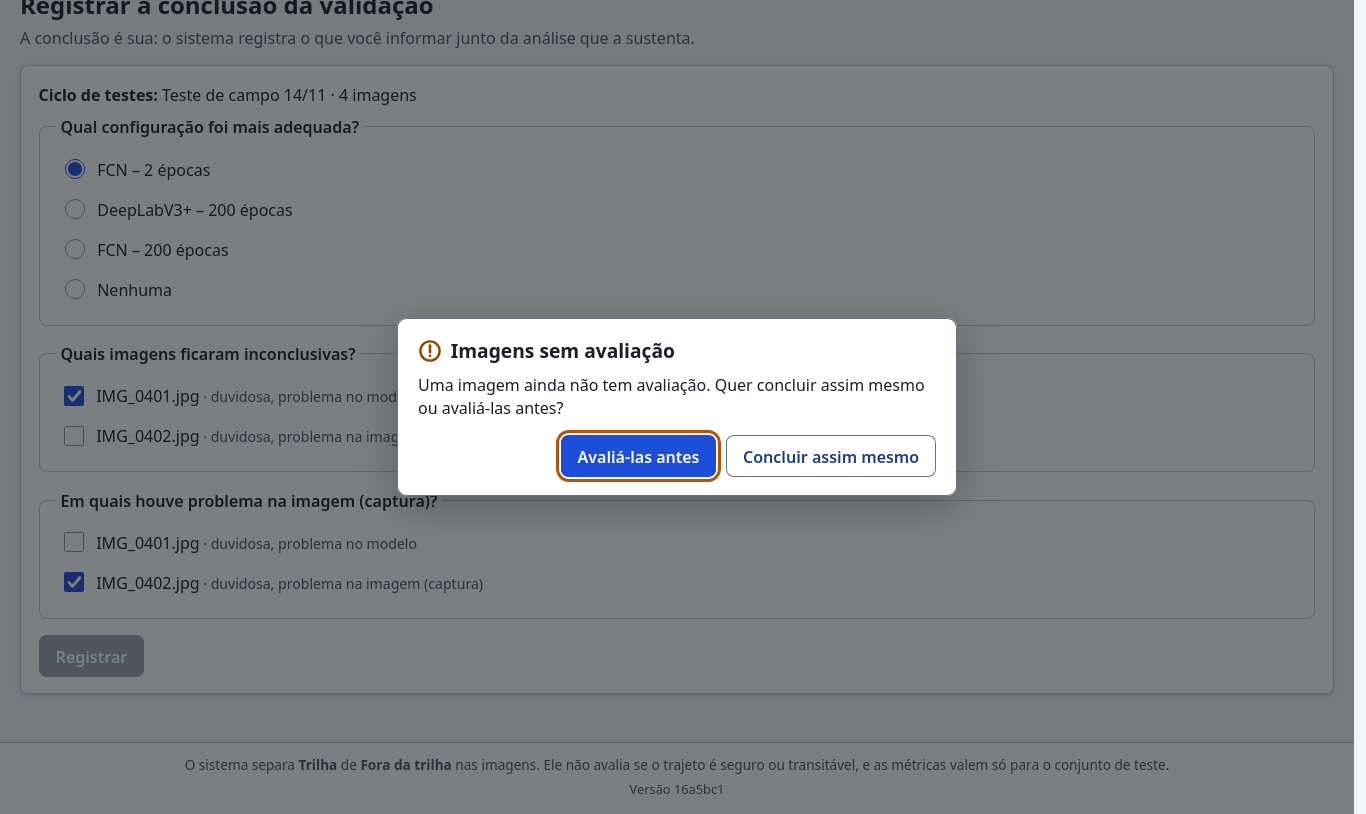 Registrar a conclusão da validação
A conclusão é sua: o sistema registra o que você informar junto da análise que a sustenta.
Ciclo de testes: Teste de campo 14/11 · 4 imagens
Qual configuração foi mais adequada?
FCN – 2 épocas
DeepLabV3+ – 200 épocas
FCN – 200 épocas
Nenhuma
Quais imagens ficaram inconclusivas?
IMG_0401.jpg · duvidosa, problema no mod
IMG_0402.jpg · duvidosa, problema na imag
Imagens sem avaliação
Uma imagem ainda não tem avaliação. Quer concluir assim mesmo
ou avaliá-las antes?
Avaliá-las antes
Concluir assim mesmo
Em quais houve problema na imagem (captura)?
IMG_0401.jpg · duvidosa, problema no modelo
IMG_0402.jpg · duvidosa, problema na imagem (captura)
Registrar
O sistema separa Trilha de Fora da trilha nas imagens. Ele não avalia se o trajeto é seguro ou transitável, e as métricas valem só para o conjunto de teste.
Versão 16a5bc1